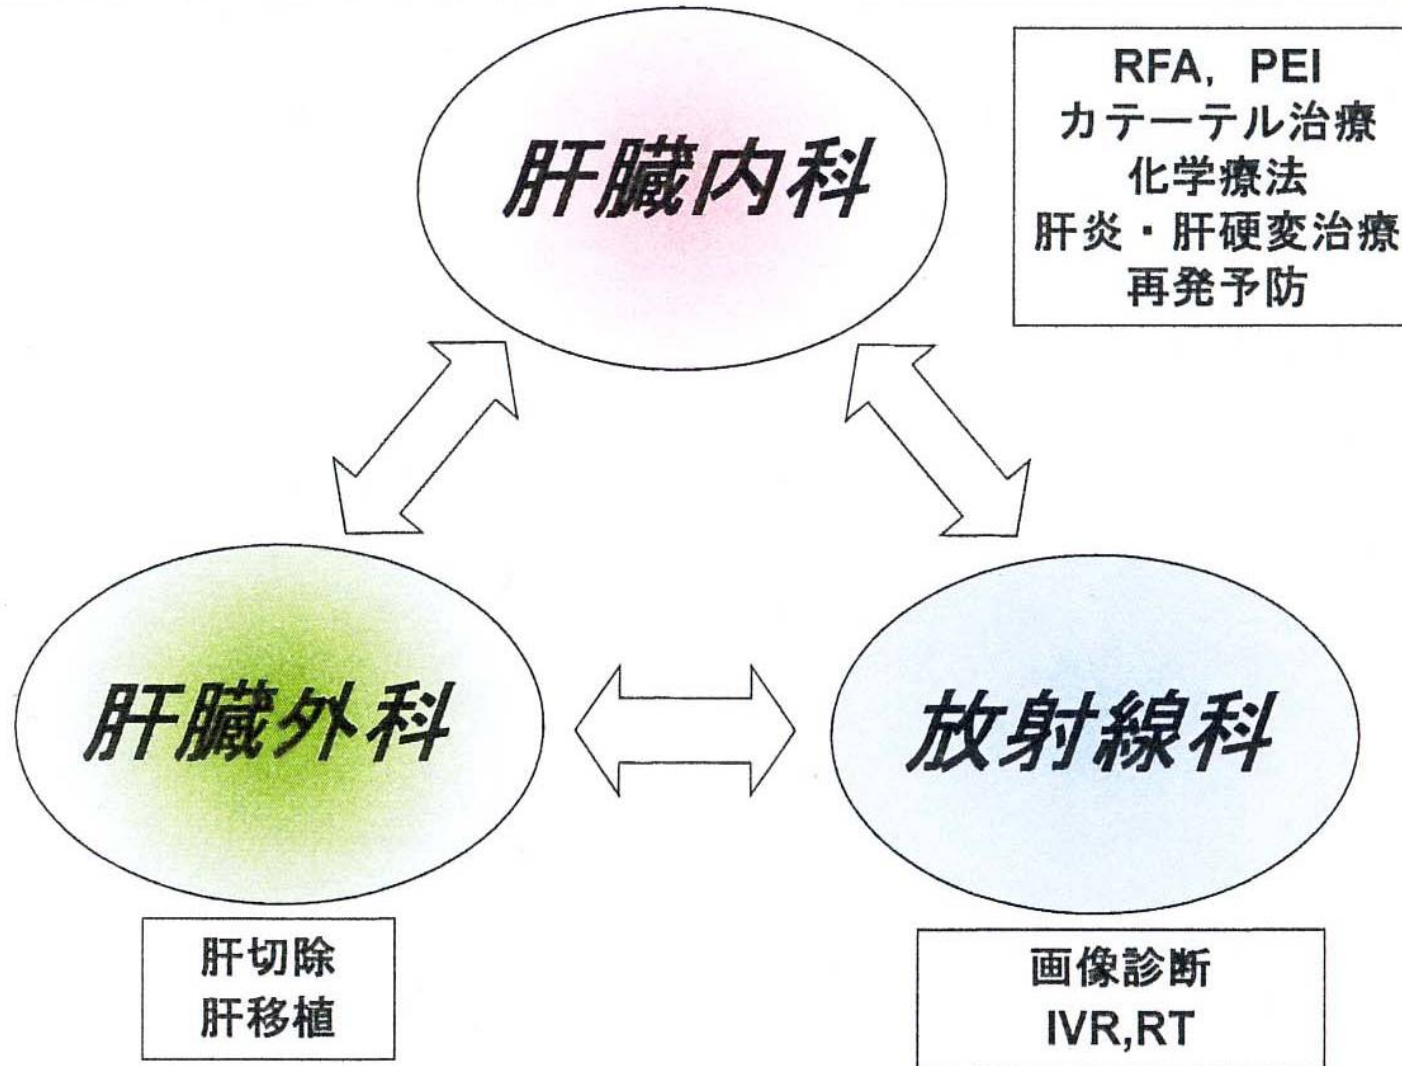 肝臓内科
RFA, PEI
カテーテル治療
化学療法
肝炎・肝硬変治療
再発予防
肝臓外科
肝切除
肝移植
放射線科
画像診断
IVR,RT